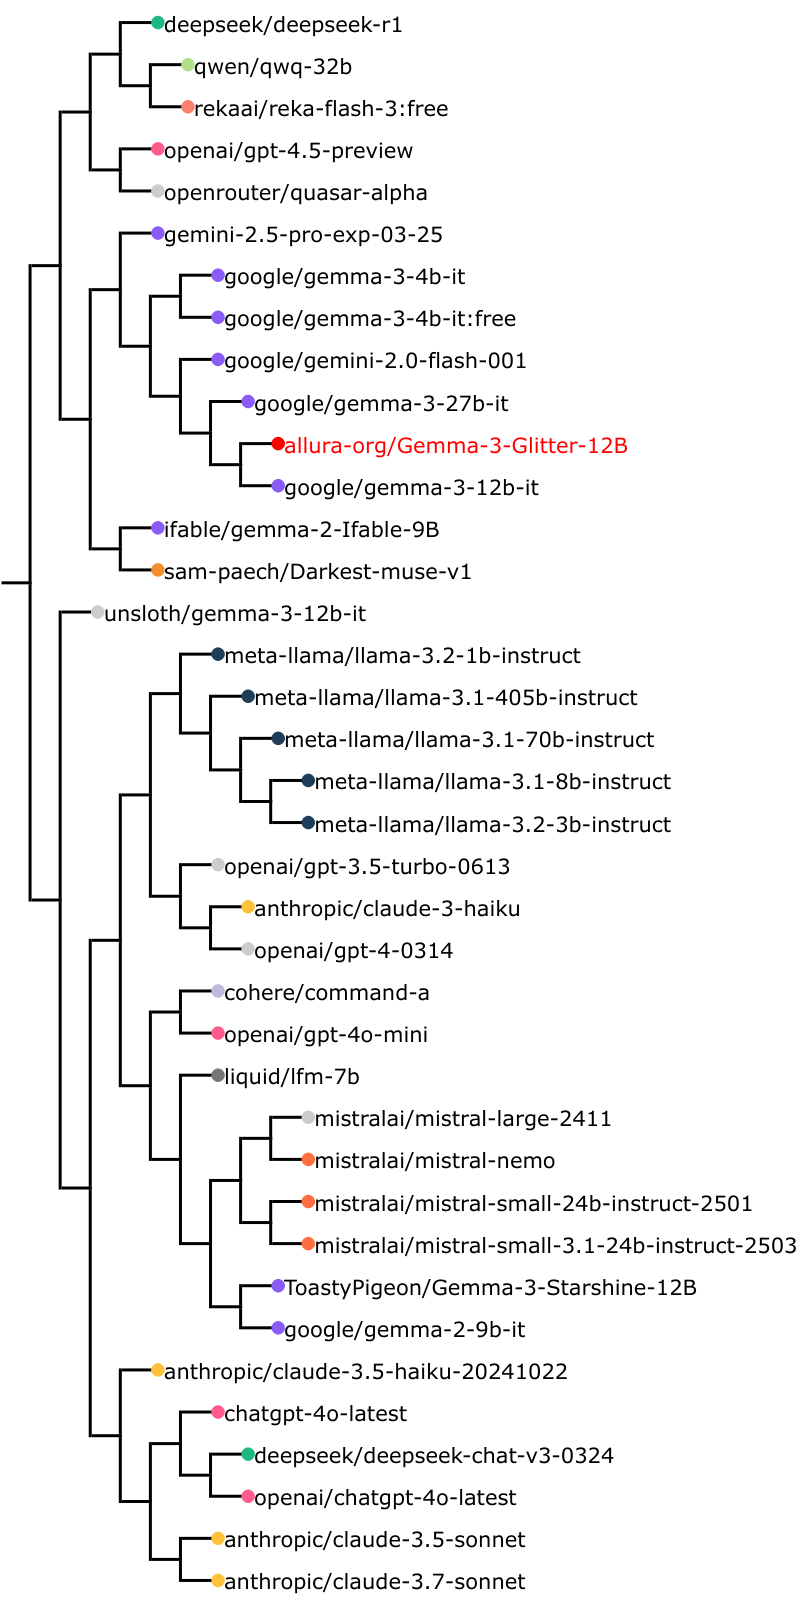 deepseek/deepseek-r1
qwen/qwq-32b
rekaai/reka-flash-3:free
openai/gpt-4.5-preview
openrouter/quasar-alpha
gemini-2.5-pro-exp-03-25
google/gemma-3-4b-it
google/gemma-3-4b-it:free
google/gemini-2.0-flash-001
google/gemma-3-27b-it
allura-org/Gemma-3-Glitter-12B
google/gemma-3-12b-it
ifable/gemma-2-Ifable-9B
sam-paech/Darkest-muse-v1
unsloth/gemma-3-12b-it
meta-llama/llama-3.2-1b-instruct
meta-llama/llama-3.1-405b-instruct
meta-llama/llama-3.1-70b-instruct
meta-llama/llama-3.1-8b-instruct
meta-llama/llama-3.2-3b-instruct
openai/gpt-3.5-turbo-0613
anthropic/claude-3-haiku
openai/gpt-4-0314
cohere/command-a
openai/gpt-4o-mini
liquid/lfm-7b
mistralai/mistral-large-2411
mistralai/mistral-nemo
mistralai/mistral-small-24b-instruct-2501
mistralai/mistral-small-3.1-24b-instruct-2503
ToastyPigeon/Gemma-3-Starshine-12B
google/gemma-2-9b-it
anthropic/claude-3.5-haiku-20241022
chatgpt-4o-latest
deepseek/deepseek-chat-v3-0324
openai/chatgpt-4o-latest
anthropic/claude-3.5-sonnet
anthropic/claude-3.7-sonnet